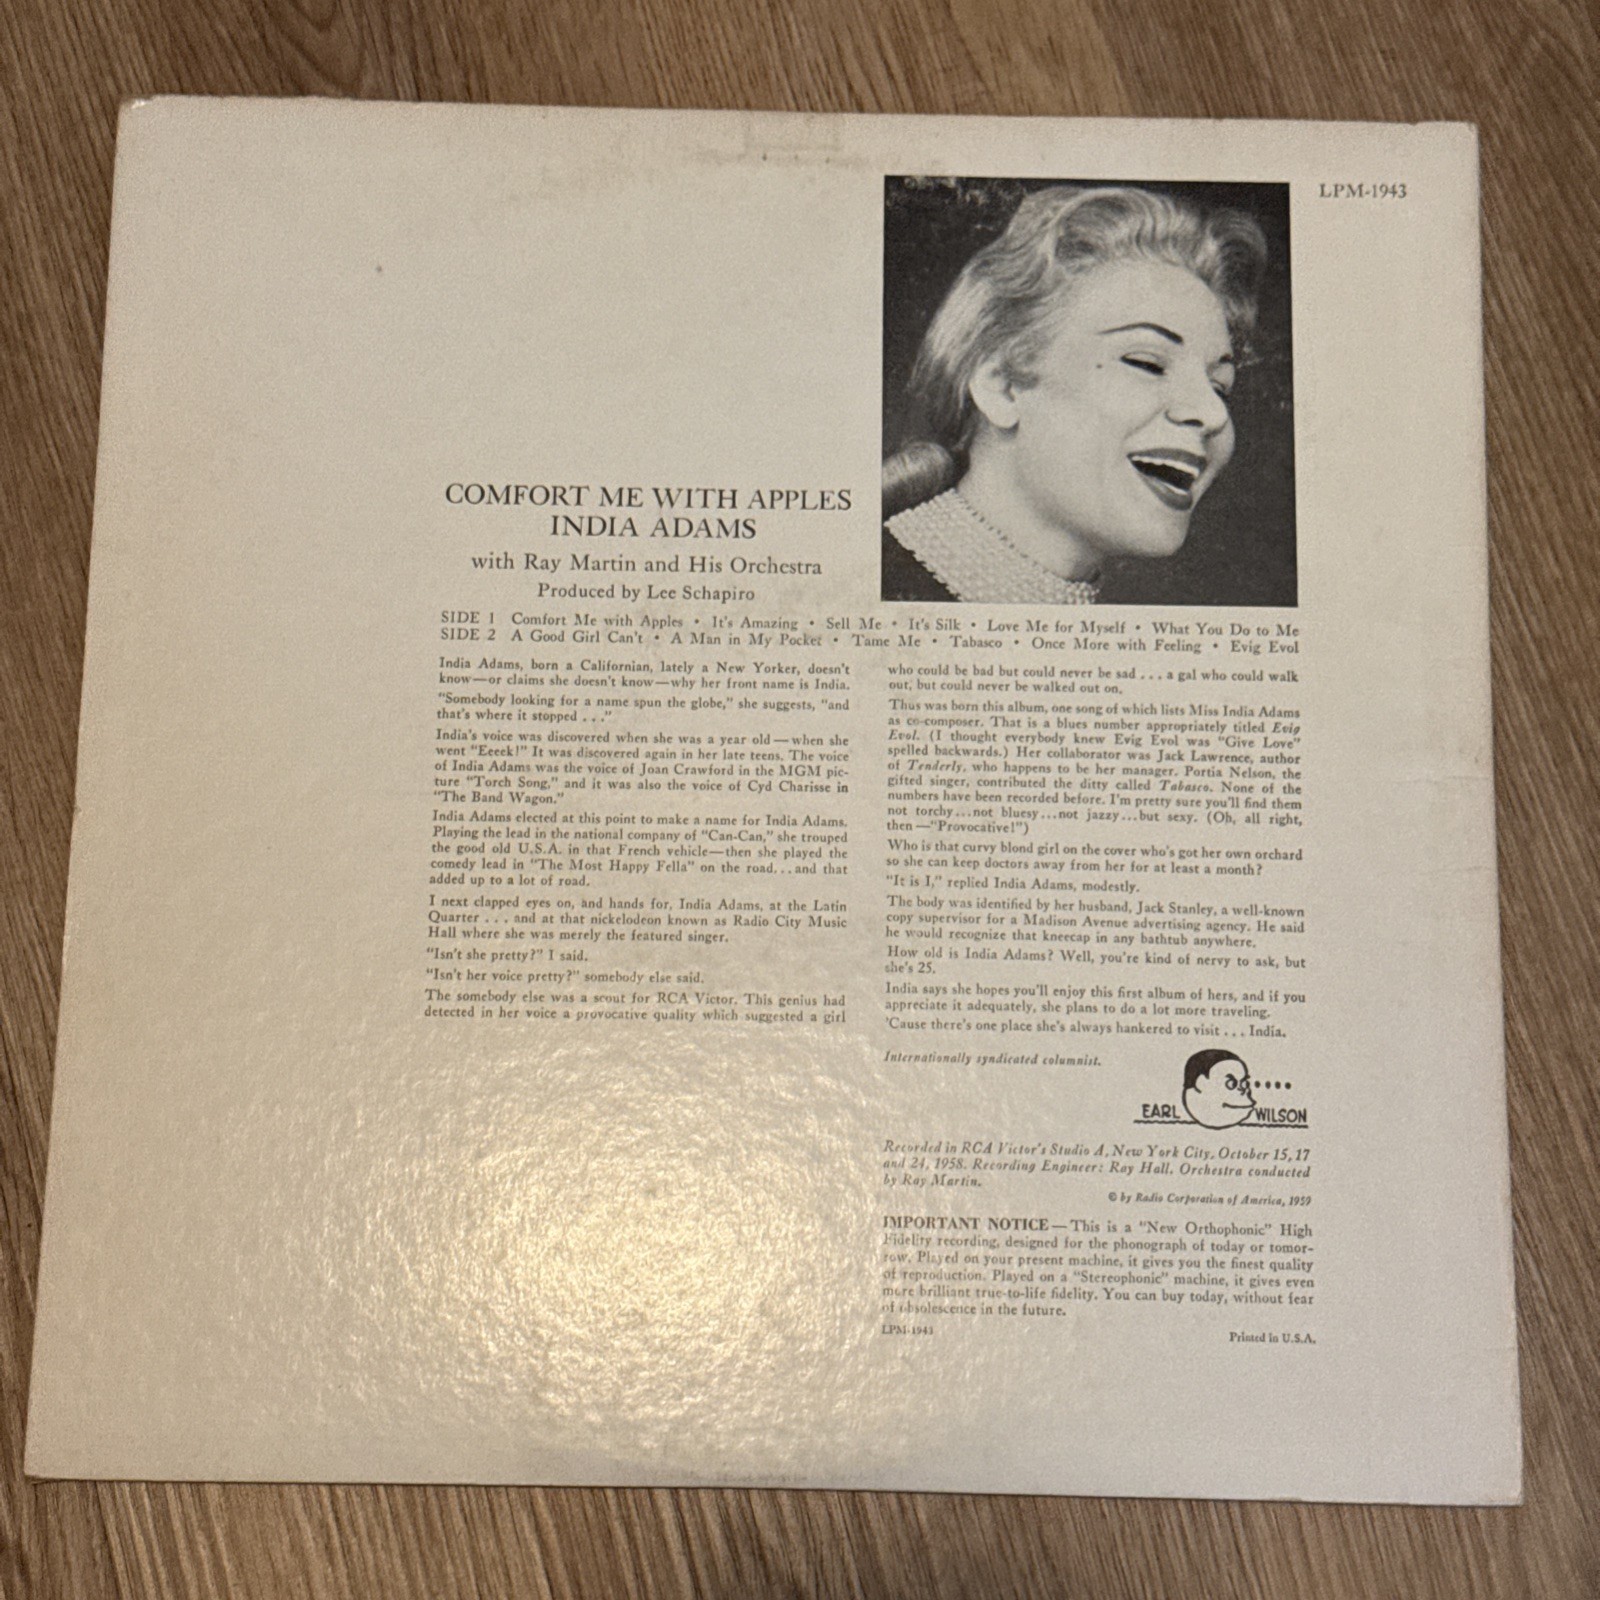 LPM-1943
COMFORT ME WITH APPLES
INDIA ADAMS
with Ray Martin and His Orchestra
Produced by Lee Schapiro
SIDE 1 Comfort Me with Apples • It's Amazing • Sell Me • It's Silk • Love Me for Myself • What You Do to Me
SIDE 2 A Good Girl Can't • A Man in My Pocket • Tame Me • Tabasco • Once More with Feeling • Evig Evol
India Adams, born a Californian, lately a New Yorker, doesn't
know—or claims she doesn't know—why her front name is India.
"Somebody looking for a name spun the globe," she suggests, "and
that's where it stopped . . ."
India's voice was discovered when she was a year old—when she
went "Eeeek!" It was discovered again in her late teens. The voice
of India Adams was the voice of Joan Crawford in the MGM pic-
ture "Torch Song," and it was also the voice of Cyd Charisse in
"The Band Wagon."
India Adams elected at this point to make a name for India Adams.
Playing the lead in the national company of "Can-Can," she trouped
the good old U.S.A. in that French vehicle—then she played the
comedy lead in "The Most Happy Fella" on the road...and that
added up to a lot of road.
I next clapped eyes on, and hands for, India Adams, at the Latin
Quarter . . . and at that nickelodeon known as Radio City Music
Hall where she was merely the featured singer.
"Isn't she pretty?" I said.
"Isn't her voice pretty?" somebody else said.
The somebody else was a scout for RCA Victor. This genius had
detected in her voice a provocative quality which suggested a girl
who could be bad but could never be sad . . . a gal who could walk
out, but could never be walked out on.
Thus was born this album, one song of which lists Miss India Adams
as co-composer. That is a blues number appropriately titled Evig
Evol. (I thought everybody knew Evig Evol was "Give Love"
spelled backwards.) Her collaborator was Jack Lawrence, author
of Tenderly, who happens to be her manager. Portia Nelson, the
gifted singer, contributed the ditty called Tabasco. None of the
numbers have been recorded before. I'm pretty sure you'll find them
not torchy...not bluesy...not jazzy...but sexy. (Oh, all right,
then—"Provocative!")
Who is that curvy blond girl on the cover who's got her own orchard
so she can keep doctors away from her for at least a month?
"It is I," replied India Adams, modestly.
The body was identified by her husband, Jack Stanley, a well-known
copy supervisor for a Madison Avenue advertising agency. He said
he would recognize that kneecap in any bathtub anywhere.
How old is India Adams? Well, you're kind of nervy to ask, but
she's 25.
India says she hopes you'll enjoy this first album of hers, and if you
appreciate it adequately, she plans to do a lot more traveling.
'Cause there's one place she's always hankered to visit . . . India.
Internationally syndicated columnist.
EARL WILSON
Recorded in RCA Victor's Studio A, New York City, October 15, 17
and 24, 1958. Recording Engineer: Ray Hall. Orchestra conducted
by Ray Martin.
© by Radio Corporation of America, 1959
IMPORTANT NOTICE—This is a "New Orthophonic" High
Fidelity recording, designed for the phonograph of today or tomor-
row. Played on your present machine, it gives you the finest quality
of reproduction. Played on a "Stereophonic" machine, it gives even
more brilliant true-to-life fidelity. You can buy today, without fear
of obsolescence in the future.
LPM-1943
Printed in U.S.A.